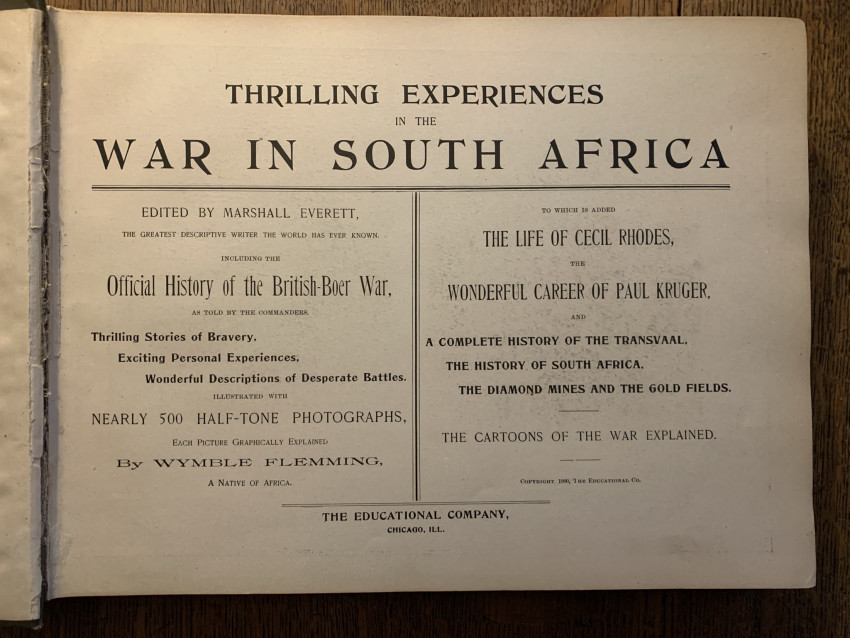 THRILLING EXPERIENCES
IN THE
WAR IN SOUTH AFRICA
EDITED BY MARSHALL EVERETT,
THE GREATEST DESCRIPTIVE WRITER THE WORLD HAS EVER KNOWN.
INCLUDING THE
Official History of the British-Boer War,
AS TOLD BY THE COMMANDERS.
Thrilling Stories of Bravery,
Exciting Personal Experiences,
Wonderful Descriptions of Desperate Battles.
ILLUSTRATED WITH
NEARLY 500 HALF-TONE PHOTOGRAPHS,
EACH PICTURE GRAPHICALLY EXPLAINED
By WYMBLE FLEMMING,
A NATIVE OF AFRICA.
TO WHICH IS ADDED
THE LIFE OF CECIL RHODES,
THE
WONDERFUL CAREER OF PAUL KRUGER,
AND
A COMPLETE HISTORY OF THE TRANSVAAL,
THE HISTORY OF SOUTH AFRICA,
THE DIAMOND MINES AND THE GOLD FIELDS.
THE CARTOONS OF THE WAR EXPLAINED.
COPYRIGHT THE EDUCATIONAL CO.
THE EDUCATIONAL COMPANY,
CHICAGO, ILL.